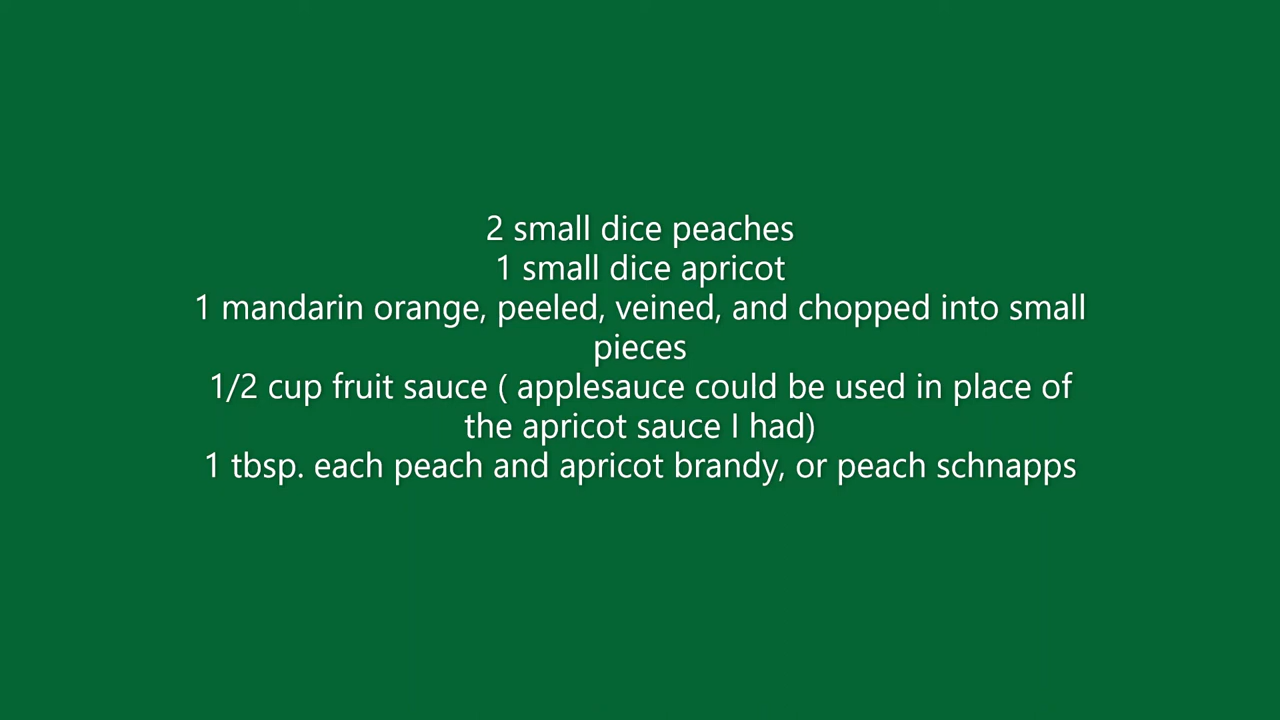 2 small dice peaches
1 small dice apricot
1 mandarin orange, peeled, veined, and chopped into small
pieces
1/2 cup fruit sauce ( applesauce could be used in place of
the apricot sauce I had)
1 tbsp. each peach and apricot brandy, or peach schnapps